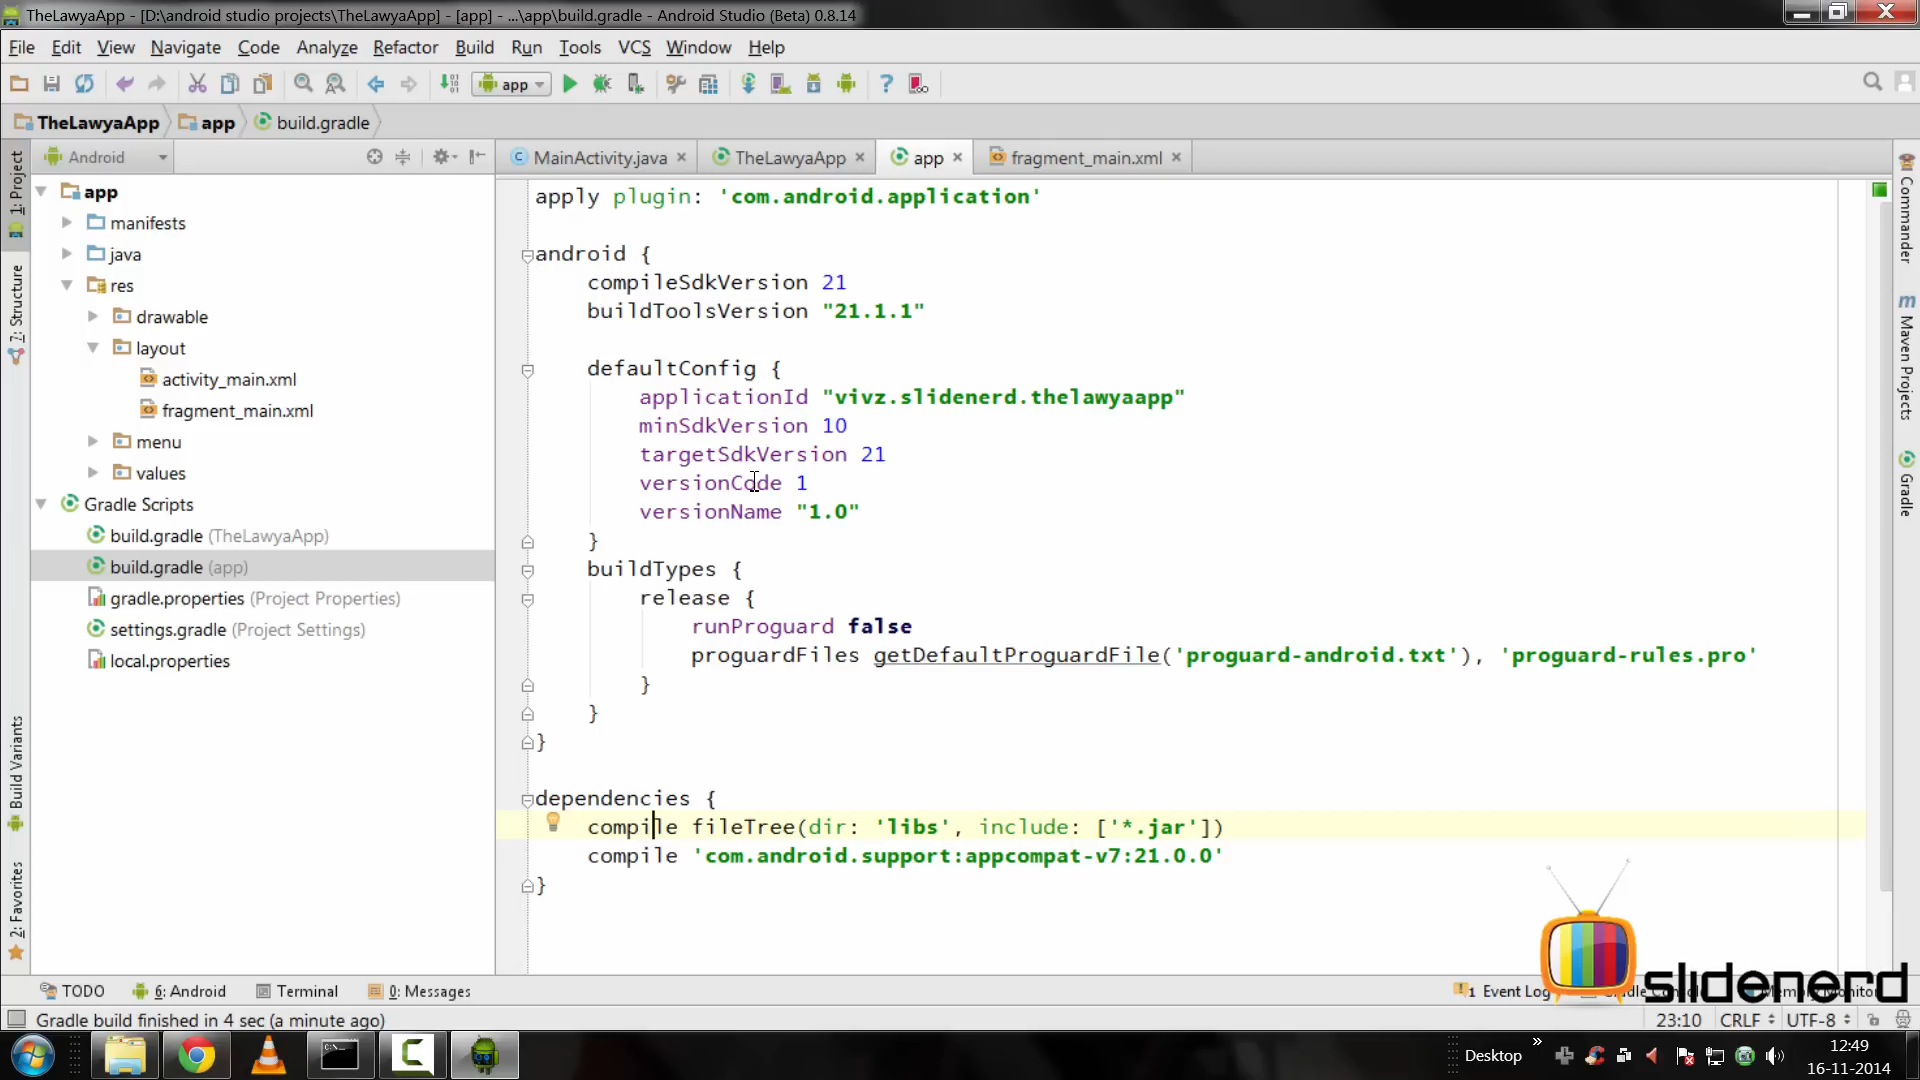 TheLawyaApp - [D:\android studio projects\TheLawyaApp] - [app] - ...\app\build.gradle - Android Studio (Beta) 0.8.14
File Edit View Navigate Code Analyze Refactor Build Run Tools VCS Window Help
app
TheLawyaApp app build.gradle
Android
MainActivity.java TheLawyaApp app fragment_main.xml
1: Project
7: Structure
Build Variants
2: Favorites
app
manifests
java
res
drawable
layout
activity_main.xml
fragment_main.xml
menu
values
Gradle Scripts
build.gradle (TheLawyaApp)
build.gradle (app)
gradle.properties (Project Properties)
settings.gradle (Project Settings)
local.properties
apply plugin: 'com.android.application'
android {
compileSdkVersion 21
buildToolsVersion "21.1.1"
defaultConfig {
applicationId "vivz.slidenerd.thelawyaapp"
minSdkVersion 10
targetSdkVersion 21
versionCode 1
versionName "1.0"
}
buildTypes {
release {
runProguard false
proguardFiles getDefaultProguardFile('proguard-android.txt'), 'proguard-rules.pro'
}
}
}
dependencies {
compile fileTree(dir: 'libs', include: ['*.jar'])
compile 'com.android.support:appcompat-v7:21.0.0'
}
Commander
m Maven Projects
Gradle
slidenerd
TODO 6: Android Terminal 0: Messages 1 Event Log Gradle Console Memory Monitor
Gradle build finished in 4 sec (a minute ago) 23:10 CRLF UTF-8
Desktop
12:49
16-11-2014